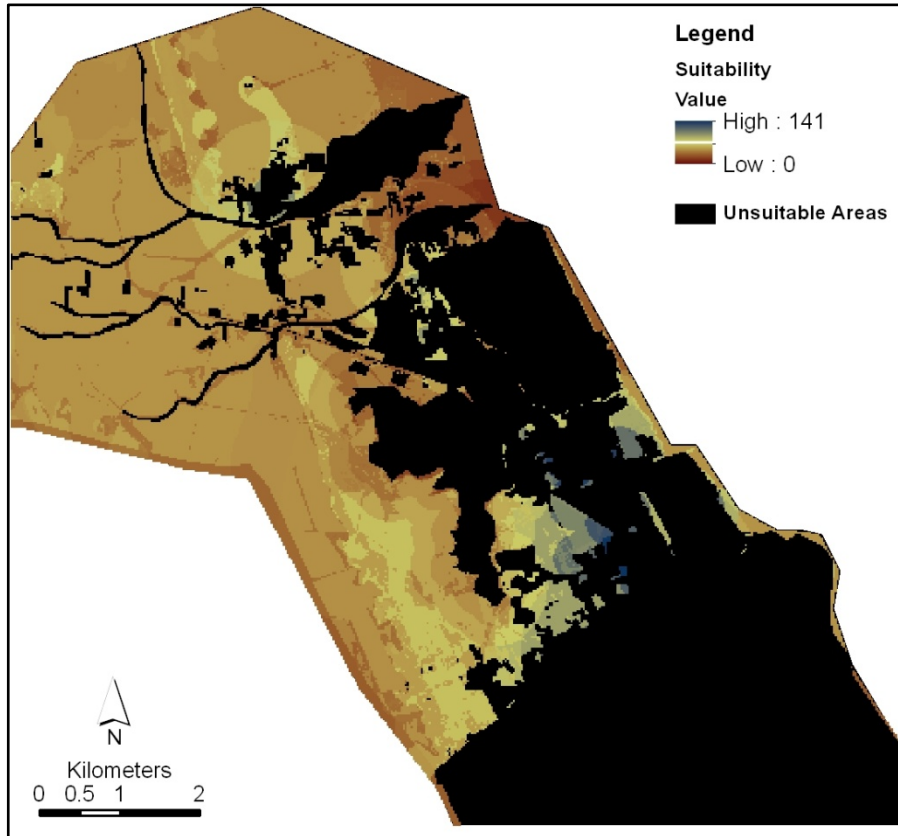 Legend
Suitability
Value
High : 141
Low : 0
Unsuitable Areas
N
Kilometers
0 0.5 1 2